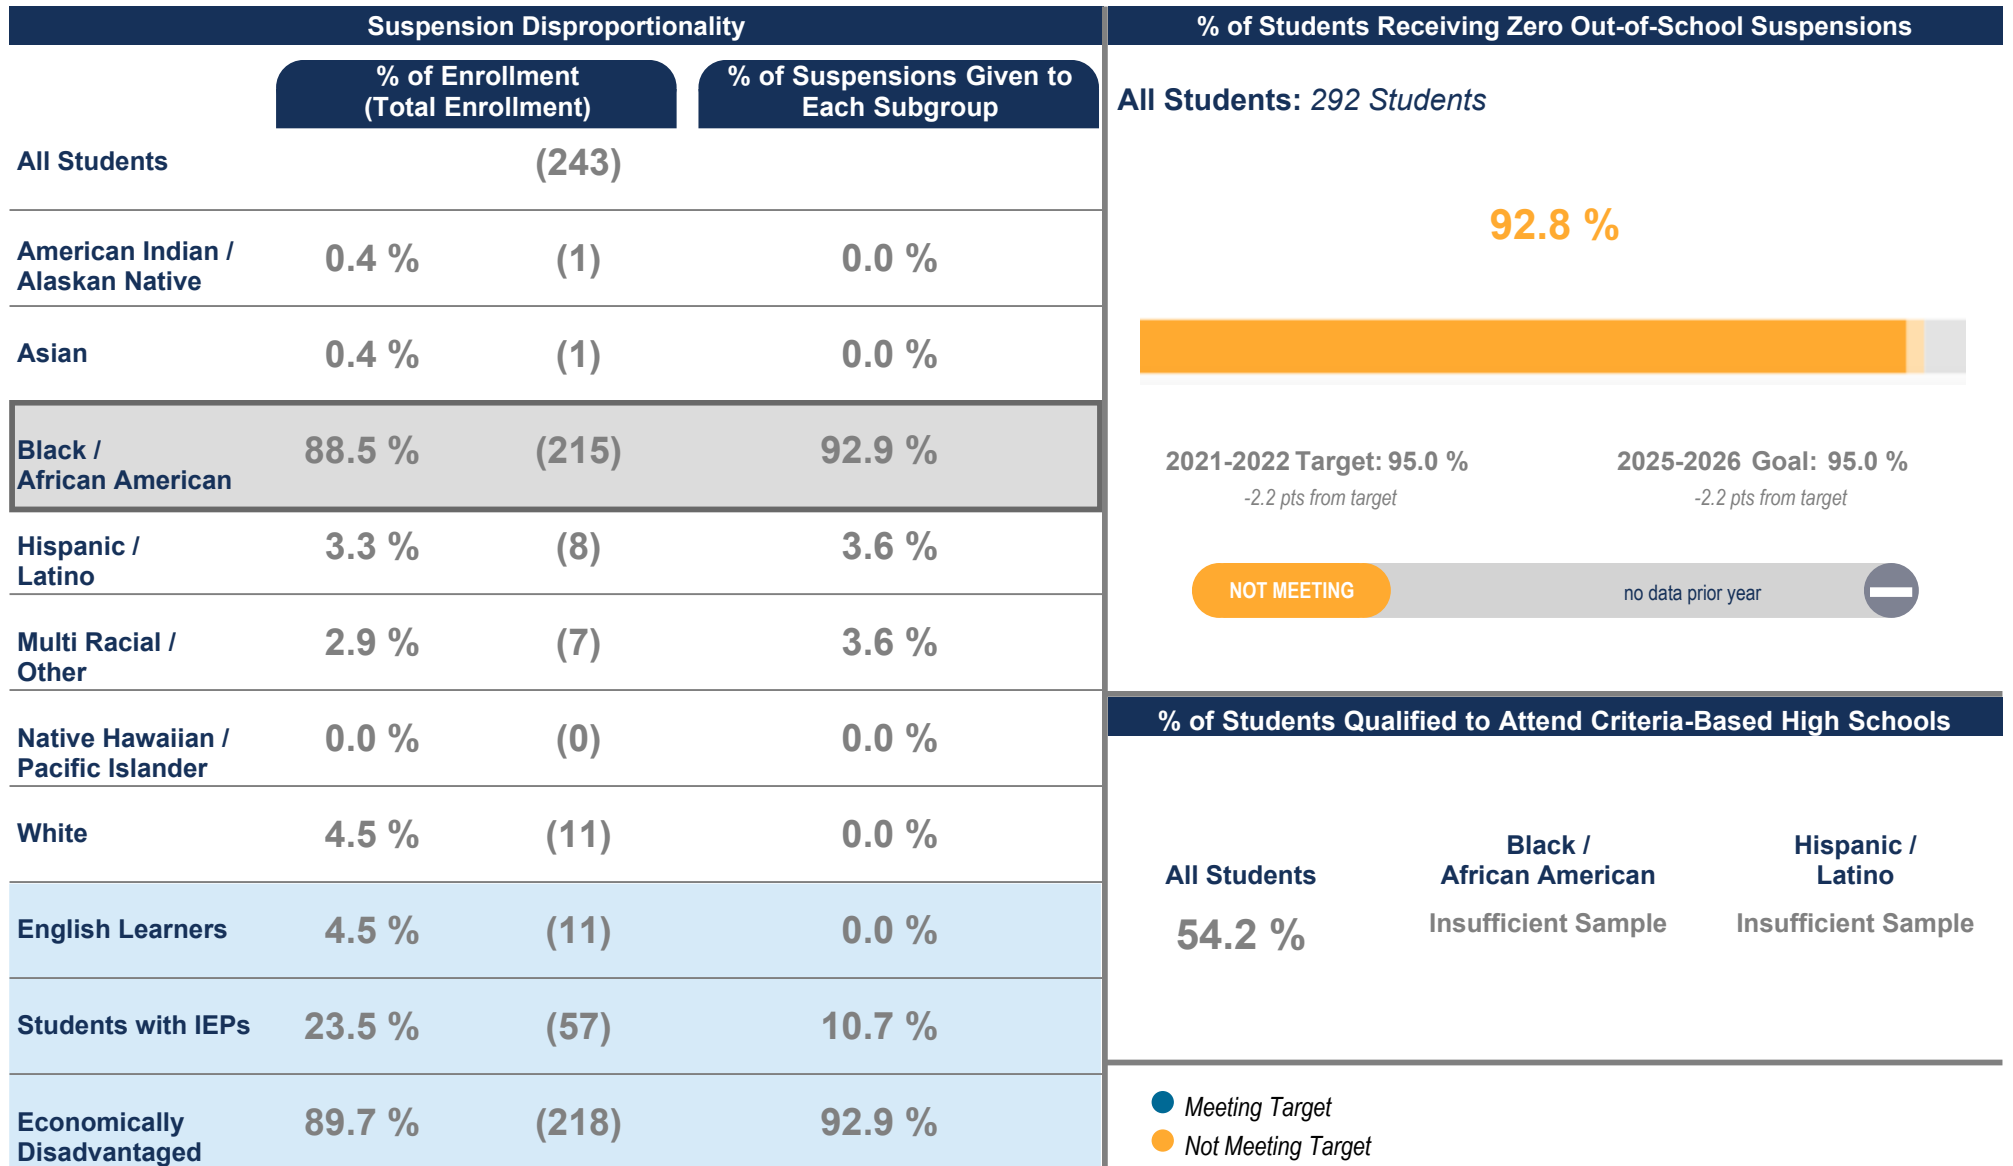 Suspension Disproportionality
% of Enrollment
(Total Enrollment)
% of Suspensions Given to
Each Subgroup
All Students (243)
American Indian /
Alaskan Native
0.4 % (1) 0.0 %
Asian 0.4 % (1) 0.0 %
Black /
African American
88.5 % (215) 92.9 %
Hispanic /
Latino
3.3 % (8) 3.6 %
Multi Racial /
Other
2.9 % (7) 3.6 %
Native Hawaiian /
Pacific Islander
0.0 % (0) 0.0 %
White 4.5 % (11) 0.0 %
English Learners 4.5 % (11) 0.0 %
Students with IEPs 23.5 % (57) 10.7 %
Economically
Disadvantaged
89.7 % (218) 92.9 %
% of Students Receiving Zero Out-of-School Suspensions
All Students: 292 Students
92.8 %
2021-2022 Target: 95.0 %
-2.2 pts from target
2025-2026 Goal: 95.0 %
-2.2 pts from target
NOT MEETING
no data prior year
% of Students Qualified to Attend Criteria-Based High Schools
All Students
54.2 %
Black /
African American
Insufficient Sample
Hispanic /
Latino
Insufficient Sample
Meeting Target
Not Meeting Target